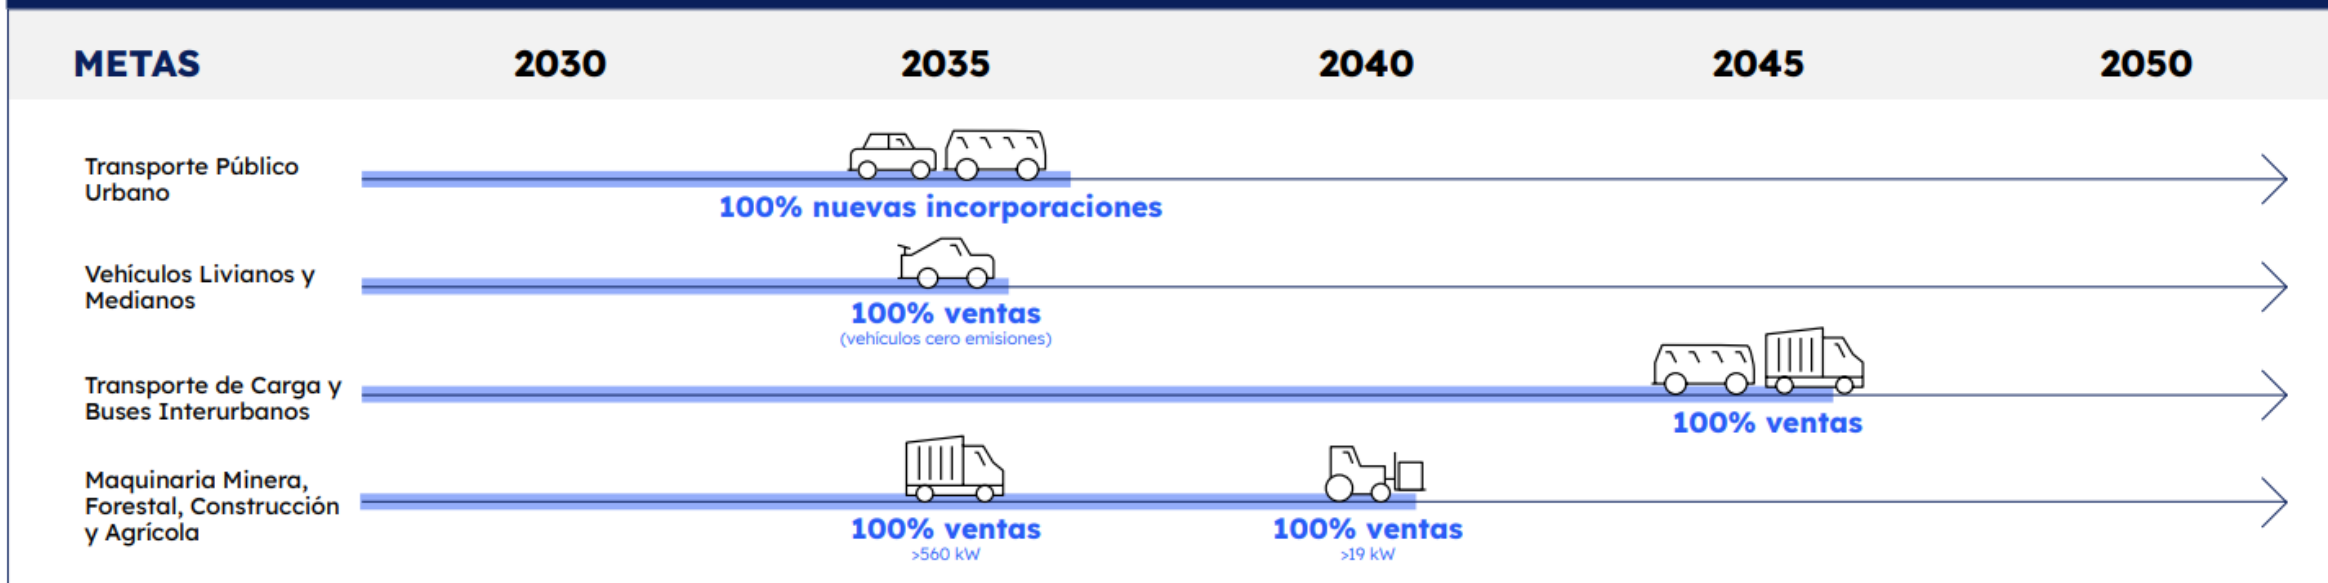 METAS 2030 2035 2040 2045 2050
Transporte Público
Urbano
100% nuevas incorporaciones
Vehículos Livianos y
Medianos
100% ventas
(vehículos cero emisiones)
Transporte de Carga y
Buses Interurbanos
100% ventas
Maquinaria Minera,
Forestal, Construcción
y Agrícola
100% ventas
>560 kW
100% ventas
>19 kW